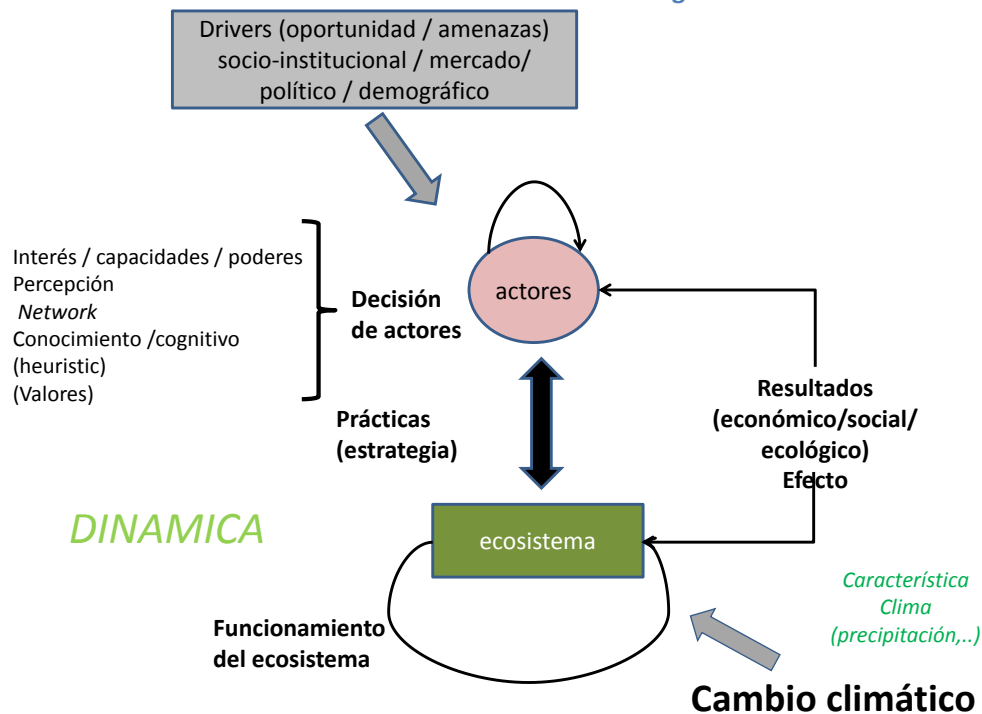 Drivers (oportunidad / amenazas)
socio-institucional / mercado/
político / demográfico
Interés / capacidades / poderes
Percepción
Network
Conocimiento /cognitivo
(heuristic)
(Valores)
Decisión
de actores
actores
Prácticas
(estrategia)
Resultados
(económico/social/
ecológico)
Efecto
DINAMICA
ecosistema
Característica
Clima
(precipitación,..)
Funcionamiento
del ecosistema
Cambio climático